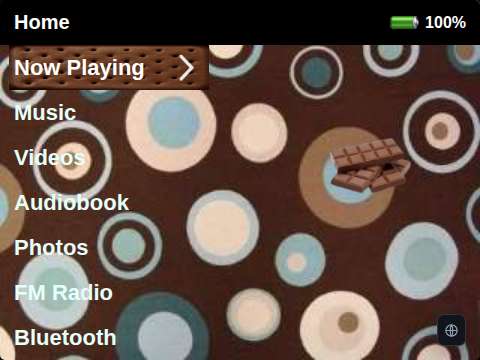 Home
100%
Now Playing
Music
Videos
Audiobook
Photos
FM Radio
Bluetooth